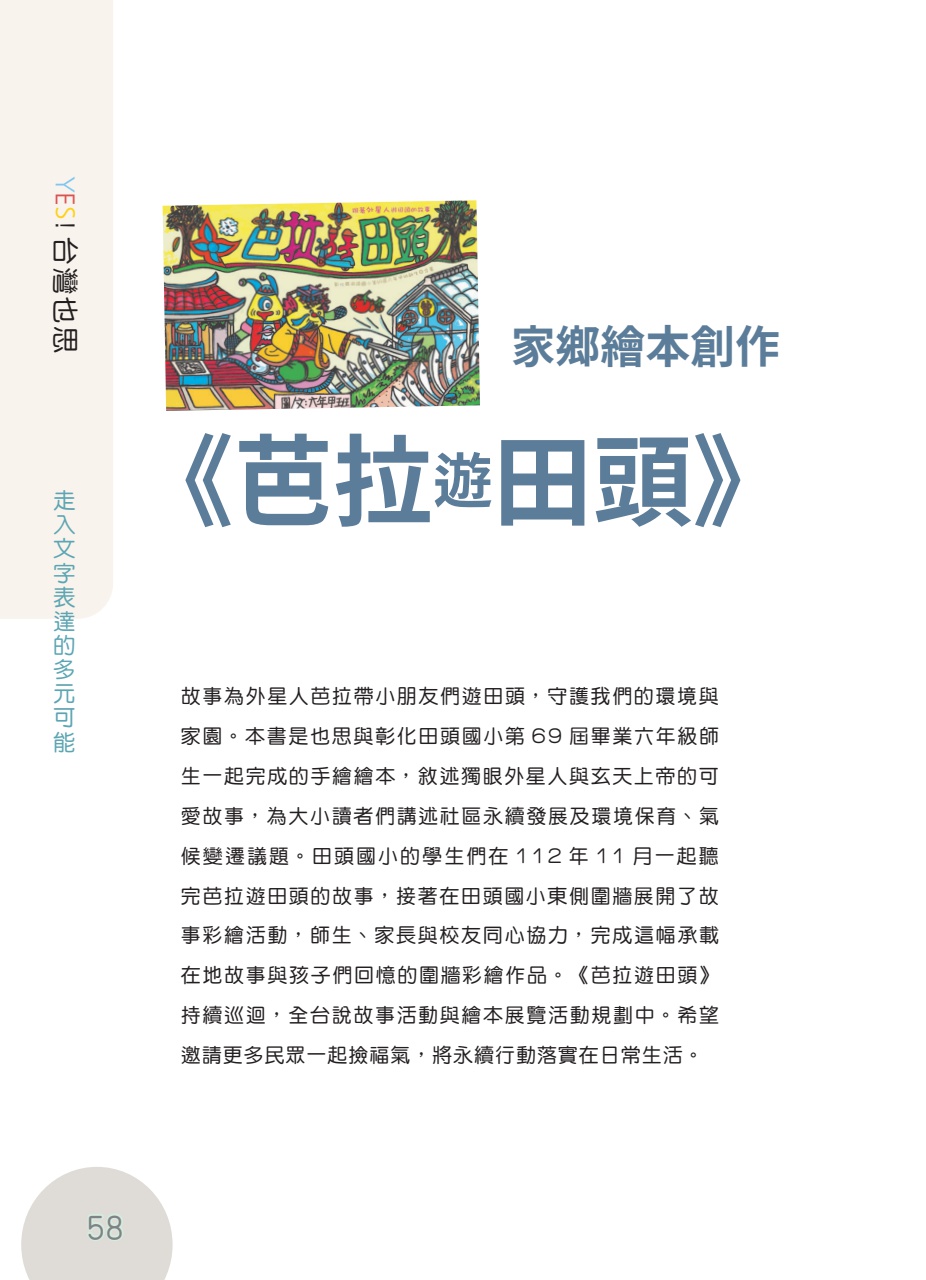 YES! 台灣也思
走入文字表達的多元可能
芭拉遊田頭
圖/文:六年甲班
家鄉繪本創作
《芭拉遊田頭》
故事為外星人芭拉帶小朋友們遊田頭，守護我們的環境與
家園。本書是也思與彰化田頭國小第 69 屆畢業六年級師
生一起完成的手繪繪本，敘述獨眼外星人與玄天上帝的可
愛故事，為大小讀者們講述社區永續發展及環境保育、氣
候變遷議題。田頭國小的學生們在 112 年 11 月一起聽
完芭拉遊田頭的故事，接著在田頭國小東側圍牆展開了故
事彩繪活動，師生、家長與校友同心協力，完成這幅承載
在地故事與孩子們回憶的圍牆彩繪作品。《芭拉遊田頭》
持續巡迴，全台說故事活動與繪本展覽活動規劃中。希望
邀請更多民眾一起撿福氣，將永續行動落實在日常生活。
58